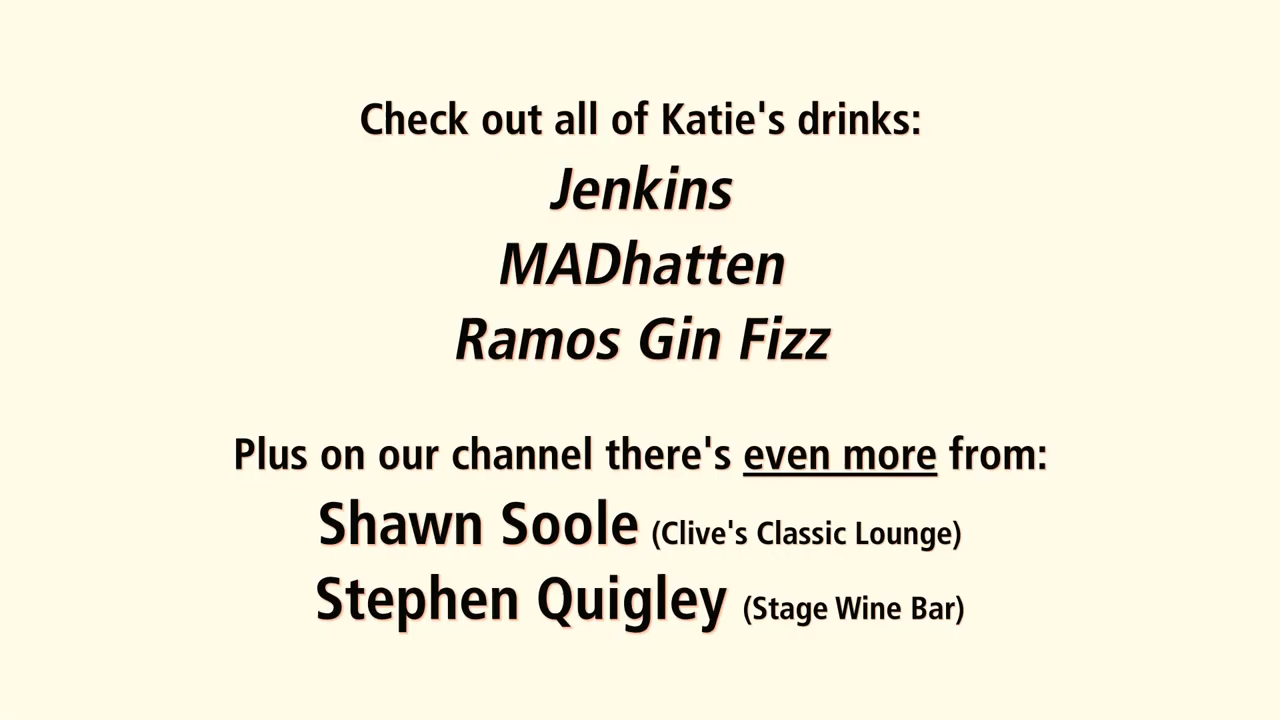 Check out all of Katie's drinks:
Jenkins
MADhatten
Ramos Gin Fizz
Plus on our channel there's even more from:
Shawn Soole (Clive's Classic Lounge)
Stephen Quigley (Stage Wine Bar)